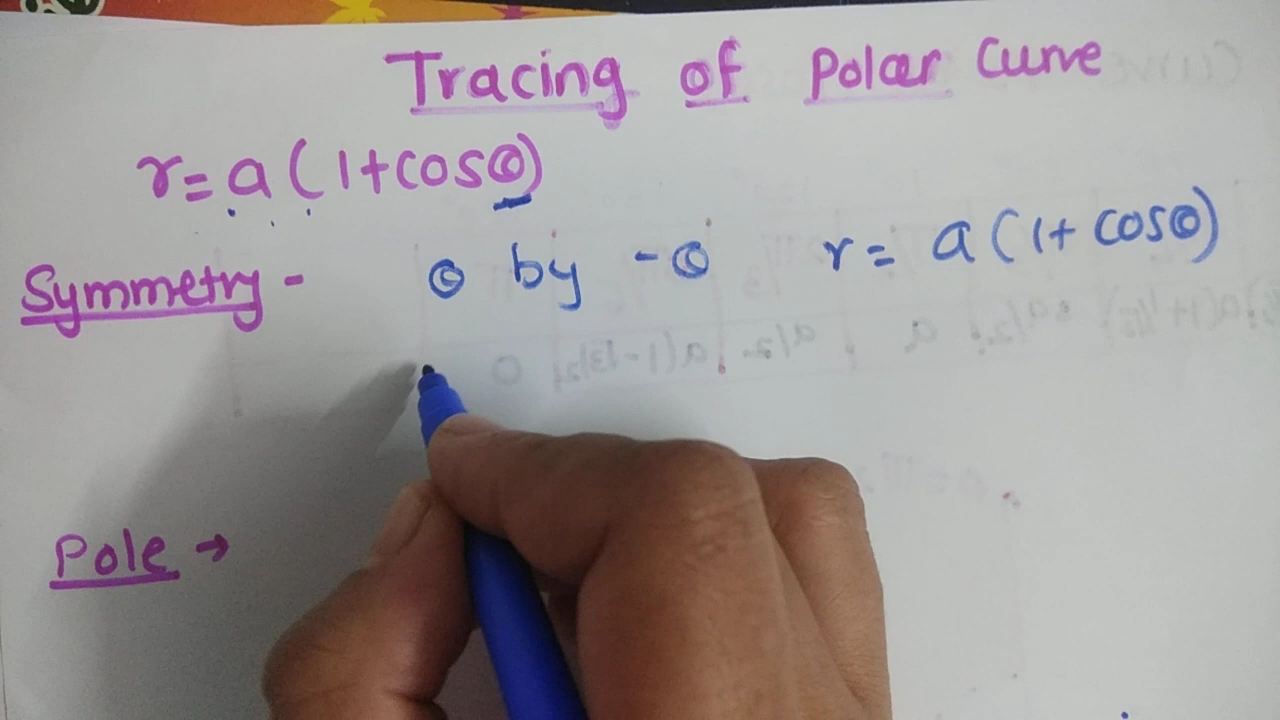 Tracing of Polar Curve
r = a(1+cosθ)
Symmetry - θ by -θ r = a(1+ cosθ)
Pole →